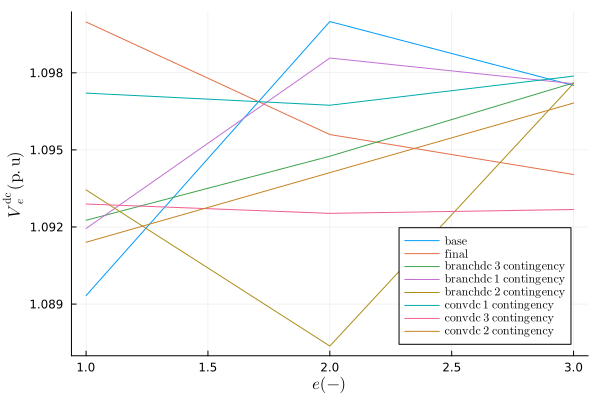 V_e^dc (p.u)
1.098
1.095
1.092
1.089
1.0
1.5
2.0
2.5
3.0
e(−)
base
final
branchdc 3 contingency
branchdc 1 contingency
branchdc 2 contingency
convdc 1 contingency
convdc 3 contingency
convdc 2 contingency